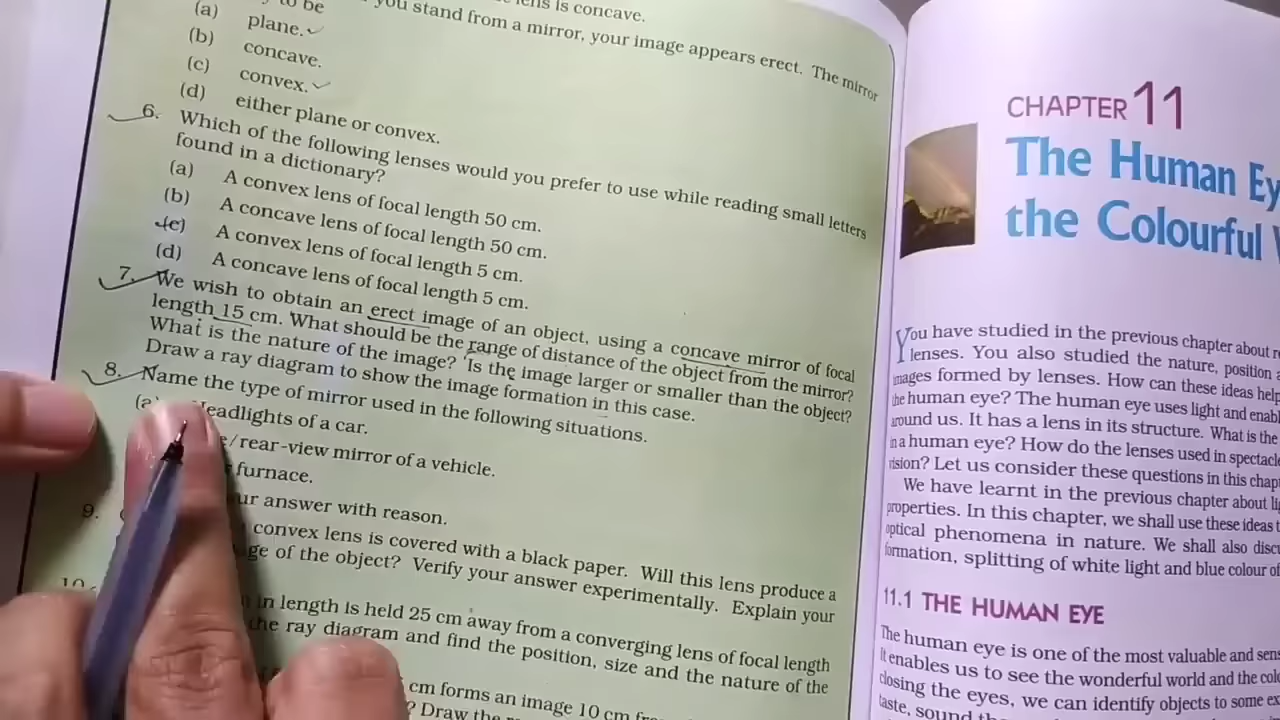 lens is concave.
to be
you stand from a mirror, your image appears erect. The mirror
(a) plane.
(b) concave.
(c) convex.
(d) either plane or convex.
6. Which of the following lenses would you prefer to use while reading small letters
found in a dictionary?
(a) A convex lens of focal length 50 cm.
(b) A concave lens of focal length 50 cm.
(c) A convex lens of focal length 5 cm.
(d) A concave lens of focal length 5 cm.
7. We wish to obtain an erect image of an object, using a concave mirror of focal
length 15 cm. What should be the range of distance of the object from the mirror?
What is the nature of the image? Is the image larger or smaller than the object?
Draw a ray diagram to show the image formation in this case.
8. Name the type of mirror used in the following situations.
(a) Headlights of a car.
/rear-view mirror of a vehicle.
furnace.
ur answer with reason.
9.
convex lens is covered with a black paper. Will this lens produce a
ge of the object? Verify your answer experimentally. Explain your
10.
in length is held 25 cm away from a converging lens of focal length
the ray diagram and find the position, size and the nature of the
cm forms an image 10 cm
? Draw the
CHAPTER 11
The Human Ey
the Colourful
You have studied in the previous chapter about
lenses. You also studied the nature, position
images formed by lenses. How can these ideas help
the human eye? The human eye uses light and enab
around us. It has a lens in its structure. What is the
in a human eye? How do the lenses used in spectacle
vision? Let us consider these questions in this chap
We have learnt in the previous chapter about
properties. In this chapter, we shall use these ideas
optical phenomena in nature. We shall also disc
formation, splitting of white light and blue colour of
11.1 THE HUMAN EYE
The human eye is one of the most valuable and sens
It enables us to see the wonderful world and the colo
closing the eyes, we can identify objects to some ex
taste, sound